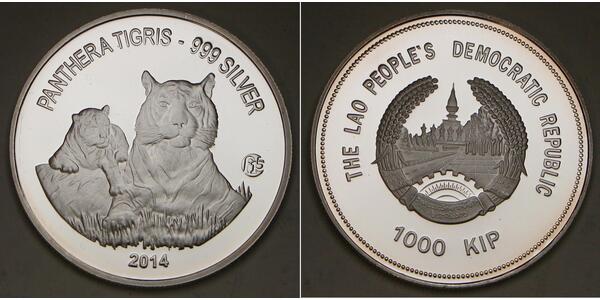 PANTHERA TIGRIS - 999 SILVER
2014
THE LAO PEOPLE'S DEMOCRATIC REPUBLIC
1000 KIP